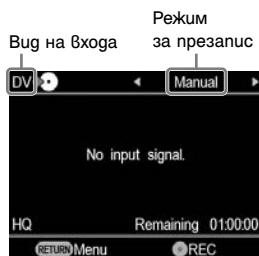 Режим
за презапис
Вид на входа
DV Manual
No input signal.
HQ Remaining 01:00:00
RETURN Menu REC